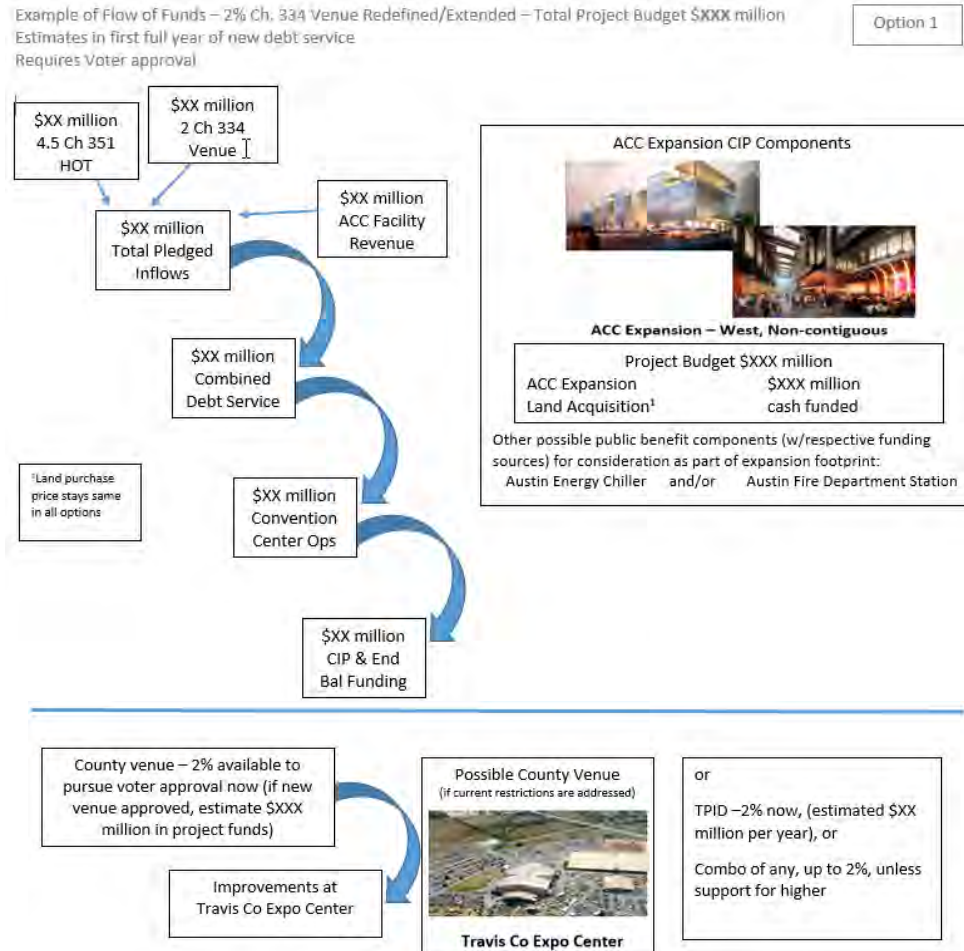 Example of Flow of Funds – 2% Ch. 334 Venue Redefined/Extended – Total Project Budget $XXX million
Estimates in first full year of new debt service
Requires Voter approval
Option 1
$XX million
4.5 Ch 351
HOT
$XX million
2 Ch 334
Venue
$XX million
ACC Facility
Revenue
$XX million
Total Pledged
Inflows
$XX million
Combined
Debt Service
$XX million
Convention
Center Ops
$XX million
CIP & End
Bal Funding
¹Land purchase
price stays same
in all options
ACC Expansion CIP Components
ACC Expansion – West, Non-contiguous
Project Budget $XXX million
ACC Expansion $XXX million
Land Acquisition¹ cash funded
Other possible public benefit components (w/respective funding
sources) for consideration as part of expansion footprint:
Austin Energy Chiller and/or Austin Fire Department Station
County venue – 2% available to
pursue voter approval now (if new
venue approved, estimate $XXX
million in project funds)
Improvements at
Travis Co Expo Center
Possible County Venue
(if current restrictions are addressed)
Travis Co Expo Center
or
TPID –2% now, (estimated $XX
million per year), or
Combo of any, up to 2%, unless
support for higher